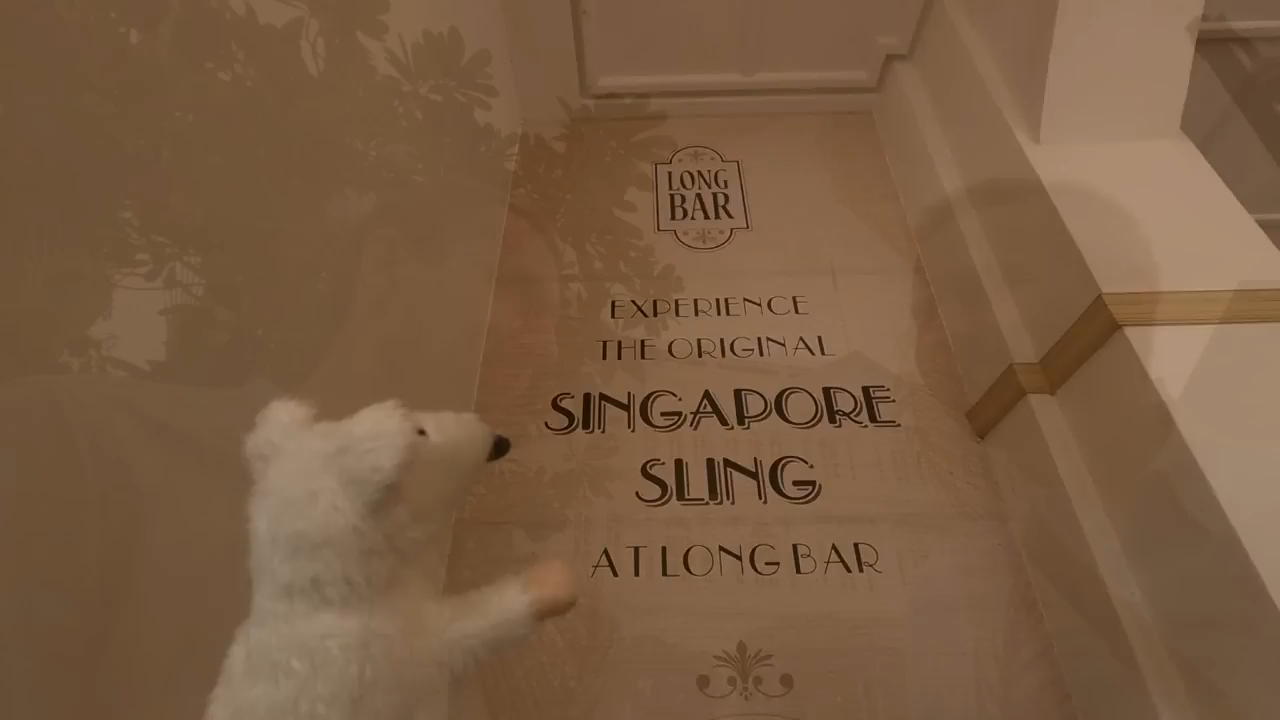 LONG
BAR
EXPERIENCE
THE ORIGINAL
SINGAPORE
SLING
AT LONG BAR